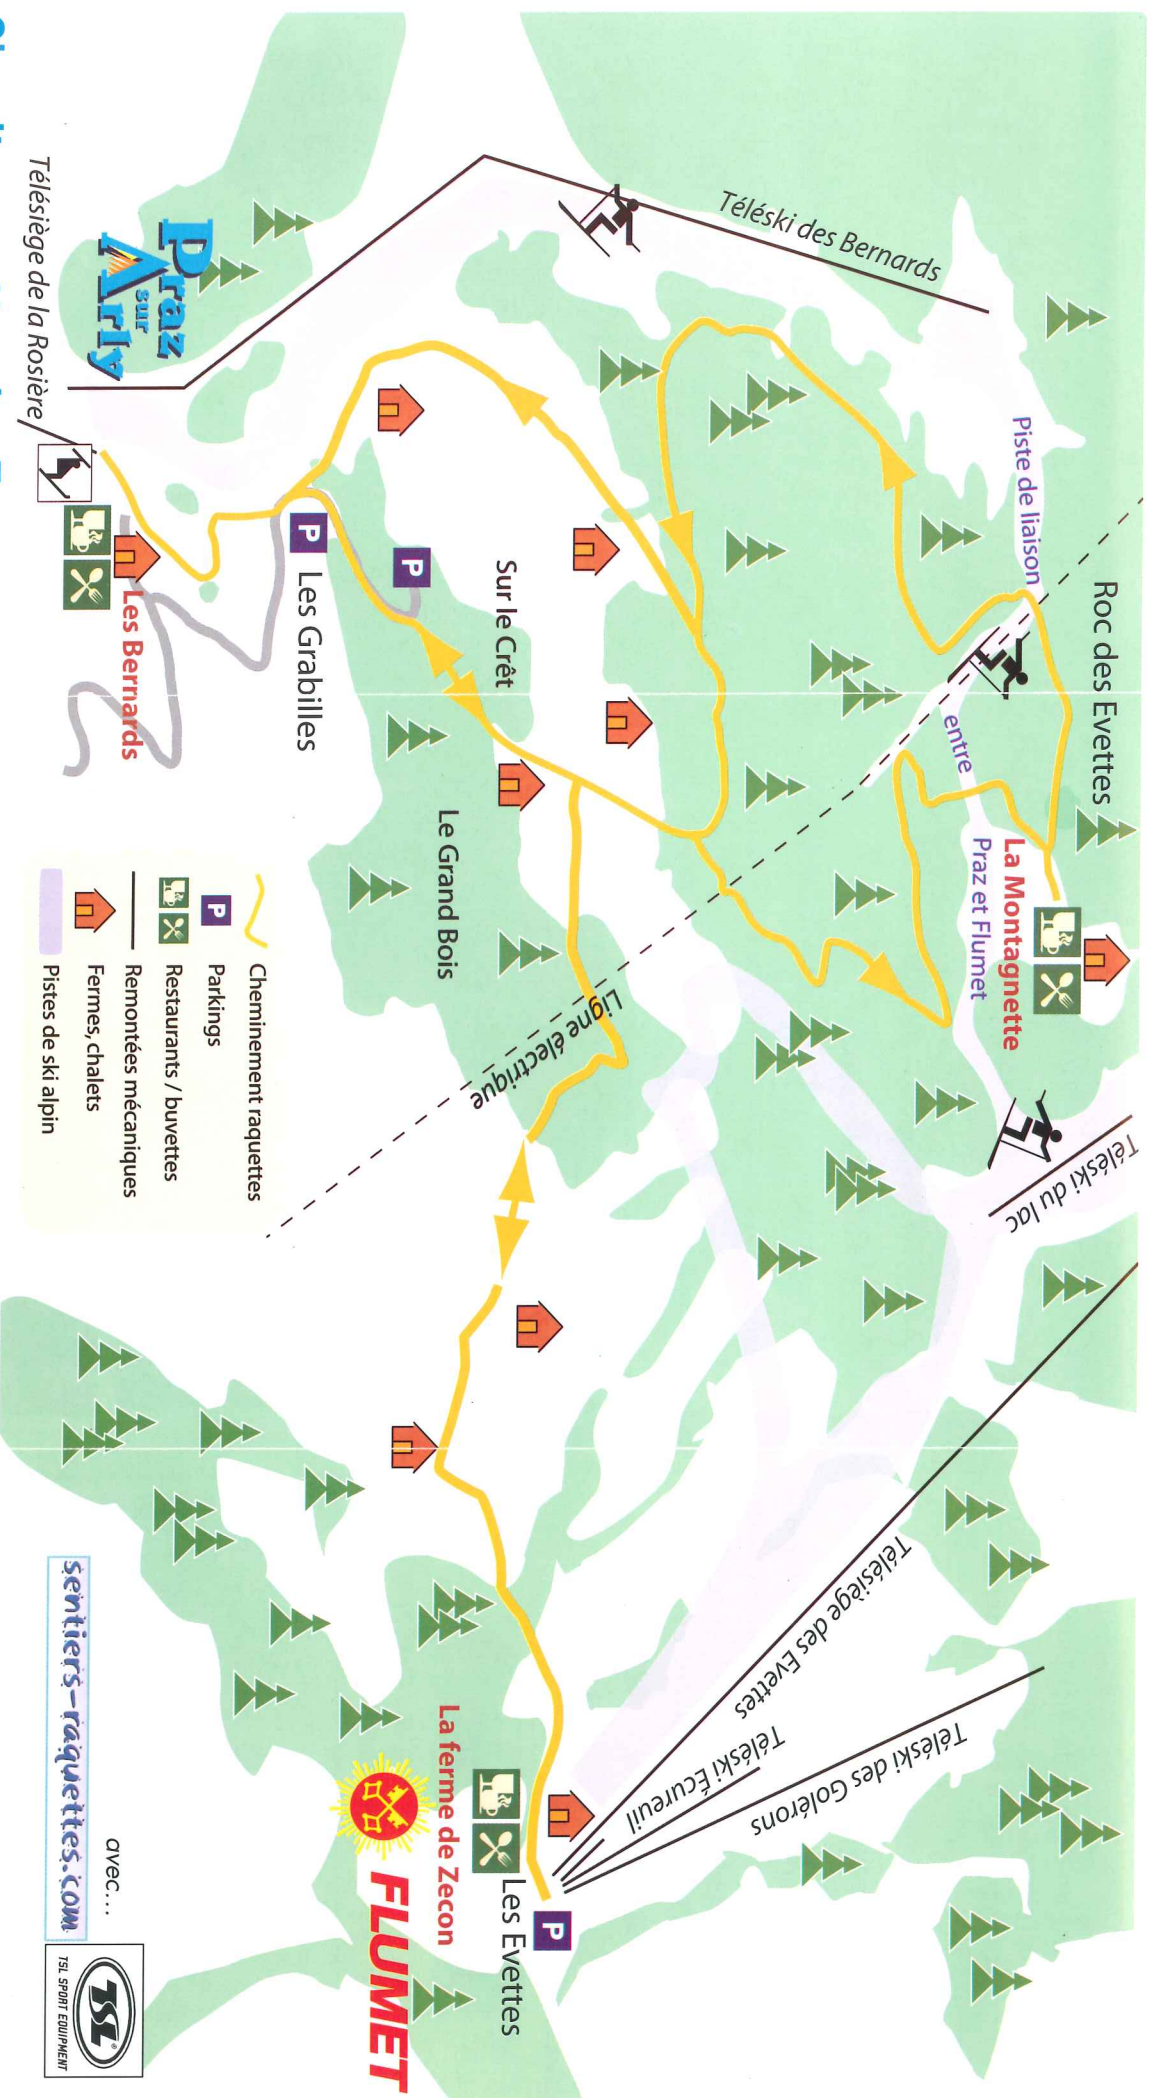 Roc des Evettes
Piste de liaison
entre
Praz et Flumet
La Montagnette
Téléski du lac
Téléski des Bernards
Télésiège des Evettes
Téléski des Golérons
Téléski Écureuil
Ligne électrique
Sur le Crêt
Le Grand Bois
Les Evettes
La ferme de Zecon
FLUMET
P
P
P
Les Grabilles
Les Bernards
Praz
sur
Arly
Télésiège de la Rosière
Cheminement raquettes
P Parkings
Restaurants / buvettes
Remontées mécaniques
Fermes, chalets
Pistes de ski alpin
sentiers-raquettes.com
avec...
TSL®
TSL SPORT EQUIPMENT